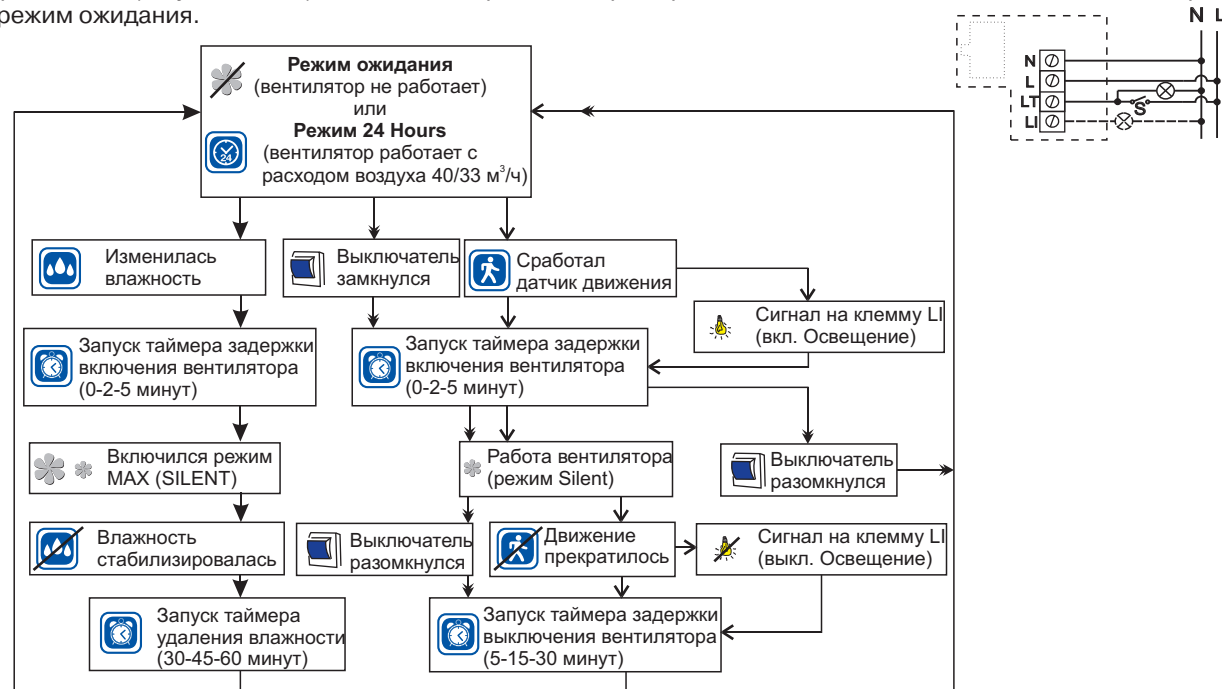 режим ожидания.
N L
Режим ожидания
(вентилятор не работает)
или
Режим 24 Hours
(вентилятор работает с
расходом воздуха 40/33 м³/ч)
24
N
L
LT
S
LI
Изменилась
влажность
Выключатель
замкнулся
Сработал
датчик движения
Сигнал на клемму LI
(вкл. Освещение)
Запуск таймера задержки
включения вентилятора
(0-2-5 минут)
Запуск таймера задержки
включения вентилятора
(0-2-5 минут)
Включился режим
MAX (SILENT)
Работа вентилятора
(режим Silent)
Выключатель
разомкнулся
Влажность
стабилизировалась
Выключатель
разомкнулся
Движение
прекратилось
Сигнал на клемму LI
(выкл. Освещение)
Запуск таймера
удаления влажности
(30-45-60 минут)
Запуск таймера задержки
выключения вентилятора
(5-15-30 минут)